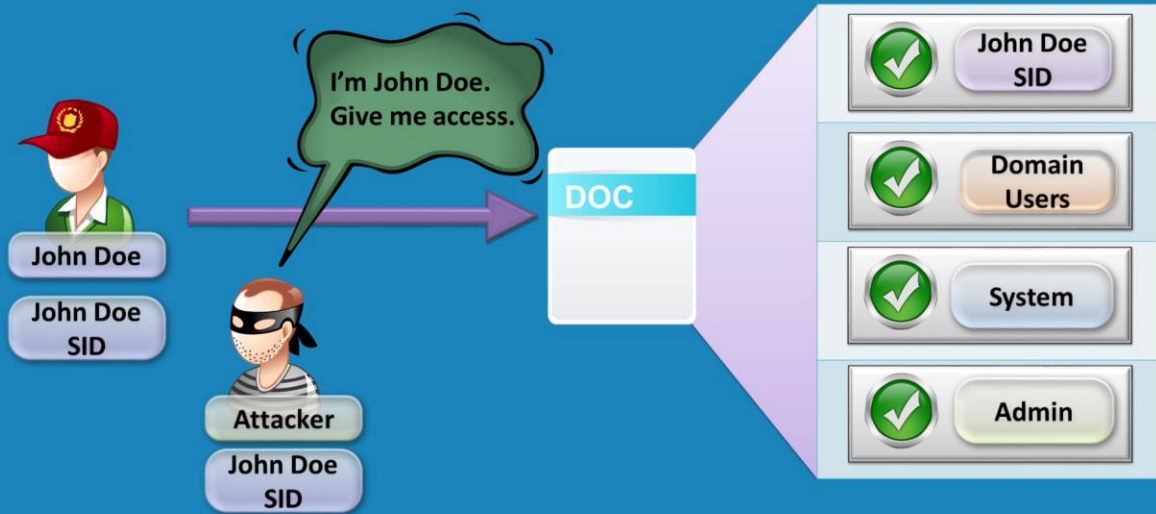 I'm John Doe.
Give me access.
DOC
John Doe
John Doe
SID
Attacker
John Doe
SID
John Doe
SID
Domain
Users
System
Admin